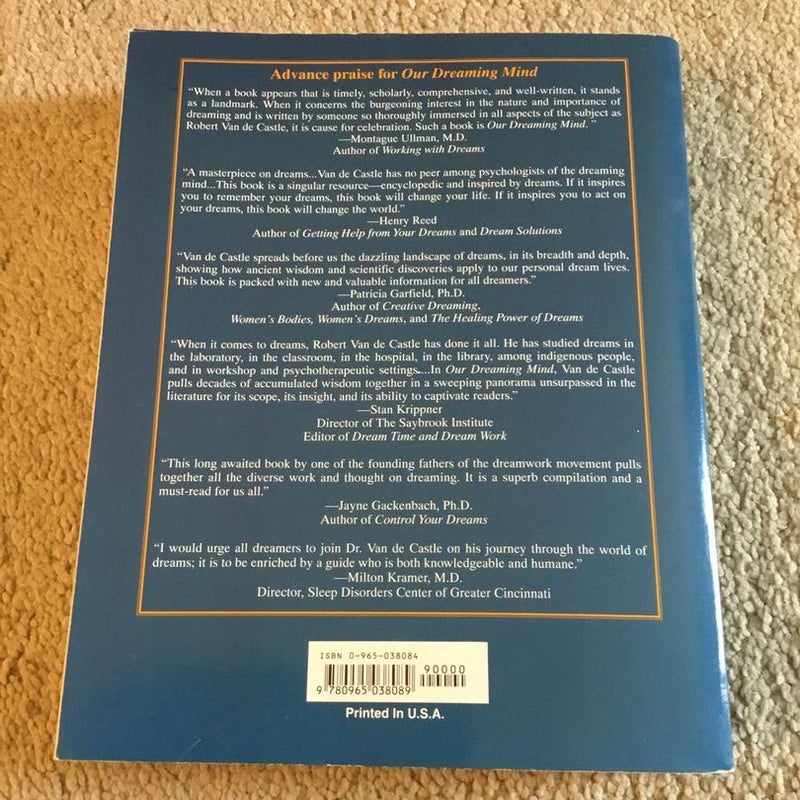 Advance praise for Our Dreaming Mind
“When a book appears that is timely, scholarly, comprehensive, and well-written, it stands
as a landmark. When it concerns the burgeoning interest in the nature and importance of
dreaming and is written by someone so thoroughly immersed in all aspects of the subject as
Robert Van de Castle, it is cause for celebration. Such a book is Our Dreaming Mind. ”
—Montague Ullman, M.D.
Author of Working with Dreams
“A masterpiece on dreams...Van de Castle has no peer among psychologists of the dreaming
mind...This book is a singular resource—encyclopedic and inspired by dreams. If it inspires
you to remember your dreams, this book will change your life. If it inspires you to act on
your dreams, this book will change the world.”
—Henry Reed
Author of Getting Help from Your Dreams and Dream Solutions
“Van de Castle spreads before us the dazzling landscape of dreams, in its breadth and depth,
showing how ancient wisdom and scientific discoveries apply to our personal dream lives.
This book is packed with new and valuable information for all dreamers.”
—Patricia Garfield, Ph.D.
Author of Creative Dreaming,
Women’s Bodies, Women’s Dreams, and The Healing Power of Dreams
“When it comes to dreams, Robert Van de Castle has done it all. He has studied dreams in
the laboratory, in the classroom, in the hospital, in the library, among indigenous people,
and in workshop and psychotherapeutic settings....In Our Dreaming Mind, Van de Castle
pulls decades of accumulated wisdom together in a sweeping panorama unsurpassed in the
literature for its scope, its insight, and its ability to captivate readers.”
—Stan Krippner
Director of The Saybrook Institute
Editor of Dream Time and Dream Work
“This long awaited book by one of the founding fathers of the dreamwork movement pulls
together all the diverse work and thought on dreaming. It is a superb compilation and a
must-read for us all.”
—Jayne Gackenbach, Ph.D.
Author of Control Your Dreams
“I would urge all dreamers to join Dr. Van de Castle on his journey through the world of
dreams; it is to be enriched by a guide who is both knowledgeable and humane.”
—Milton Kramer, M.D.
Director, Sleep Disorders Center of Greater Cincinnati
ISBN 0-965-038084
90000
9 780965 038089
Printed In U.S.A.